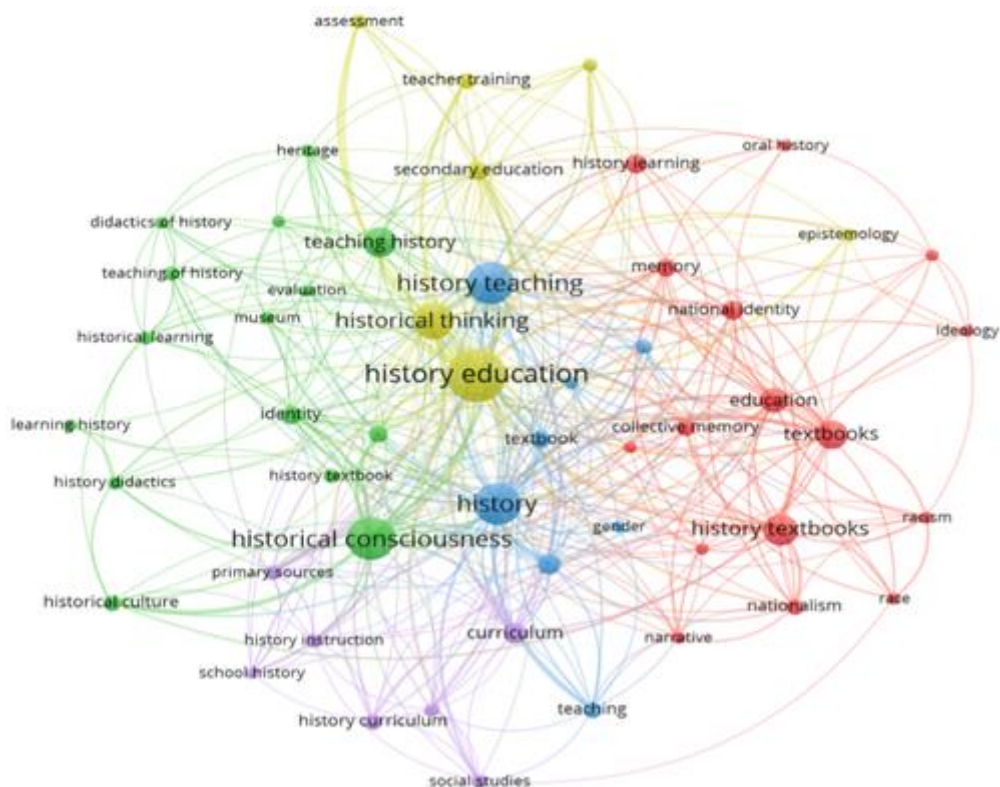 assessment
teacher training
heritage
secondary education
history learning
oral history
didactics of history
teaching history
epistemology
teaching of history
evaluation
history teaching
memory
museum
historical thinking
national identity
historical learning
ideology
history education
education
learning history
identity
textbook
collective memory
textbooks
history didactics
history textbook
history
gender
history textbooks
racism
historical consciousness
primary sources
historical culture
race
nationalism
history instruction
curriculum
narrative
school history
history curriculum
teaching
social studies